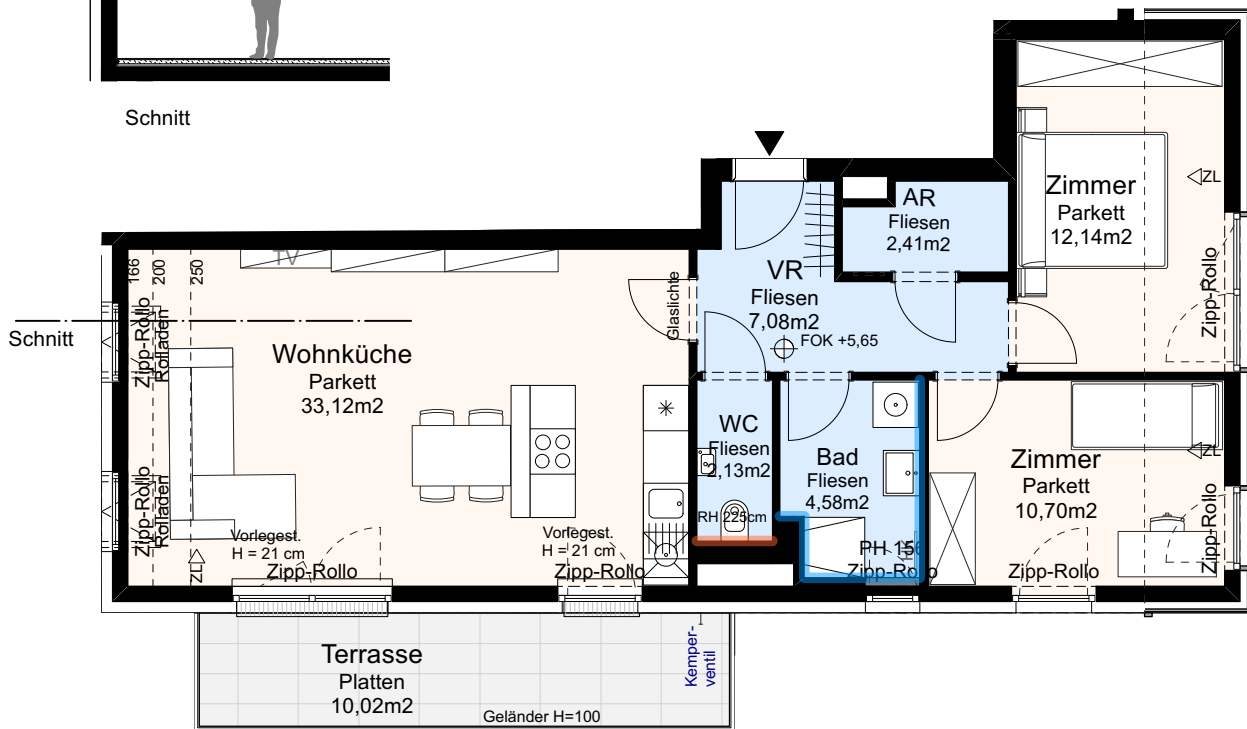 Schnitt
Schnitt
166
200
250
TV
Zipp-Rollo
Rolladen
Zipp-Rollo
Rolladen
Wohnküche
Parkett
33,12m2
Glaslichte
ZL
Vorlegest.
H = 21 cm
Zipp-Rollo
Vorlegest.
H = 21 cm
Zipp-Rollo
VR
Fliesen
7,08m2
FOK +5,65
AR
Fliesen
2,41m2
Zimmer
Parkett
12,14m2
ZL
Zipp-Rollo
WC
Fliesen
2,13m2
RH 225cm
Bad
Fliesen
4,58m2
PH 156
Zipp-Rollo
Zimmer
Parkett
10,70m2
ZL
Zipp-Rollo
Zipp-Rollo
Terrasse
Platten
10,02m2
Geländer H=100
Kemper-
ventil